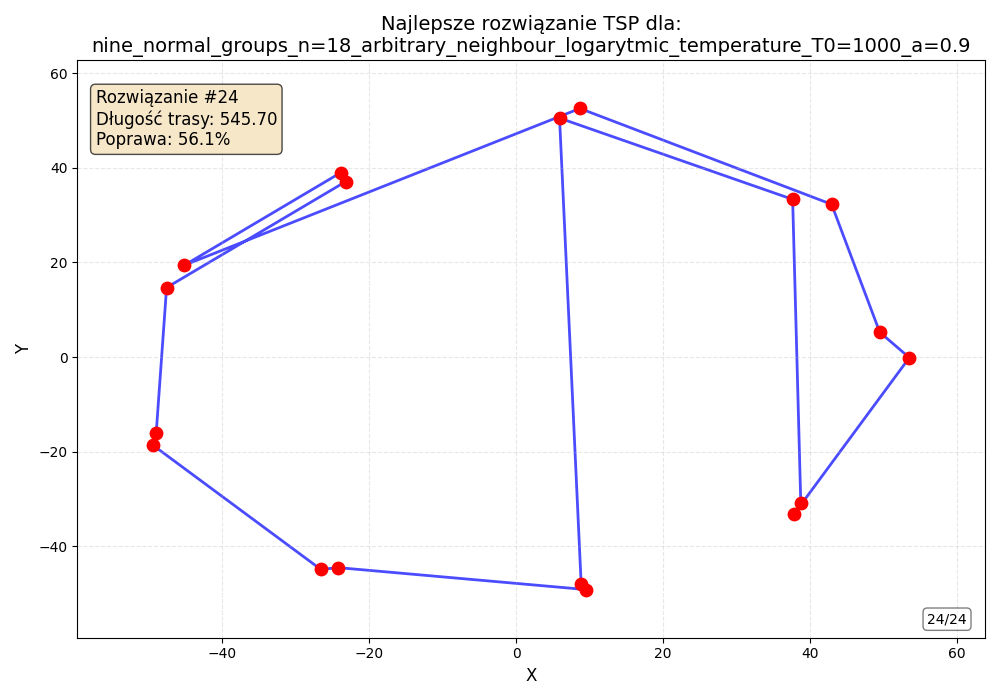 Najlepsze rozwiązanie TSP dla:
nine_normal_groups_n=18_arbitrary_neighbour_logarytmic_temperature_T0=1000_a=0.9
Rozwiązanie #24
Długość trasy: 545.70
Poprawa: 56.1%
60
40
20
0
−20
−40
Y
24/24
−40
−20
0
20
40
60
X